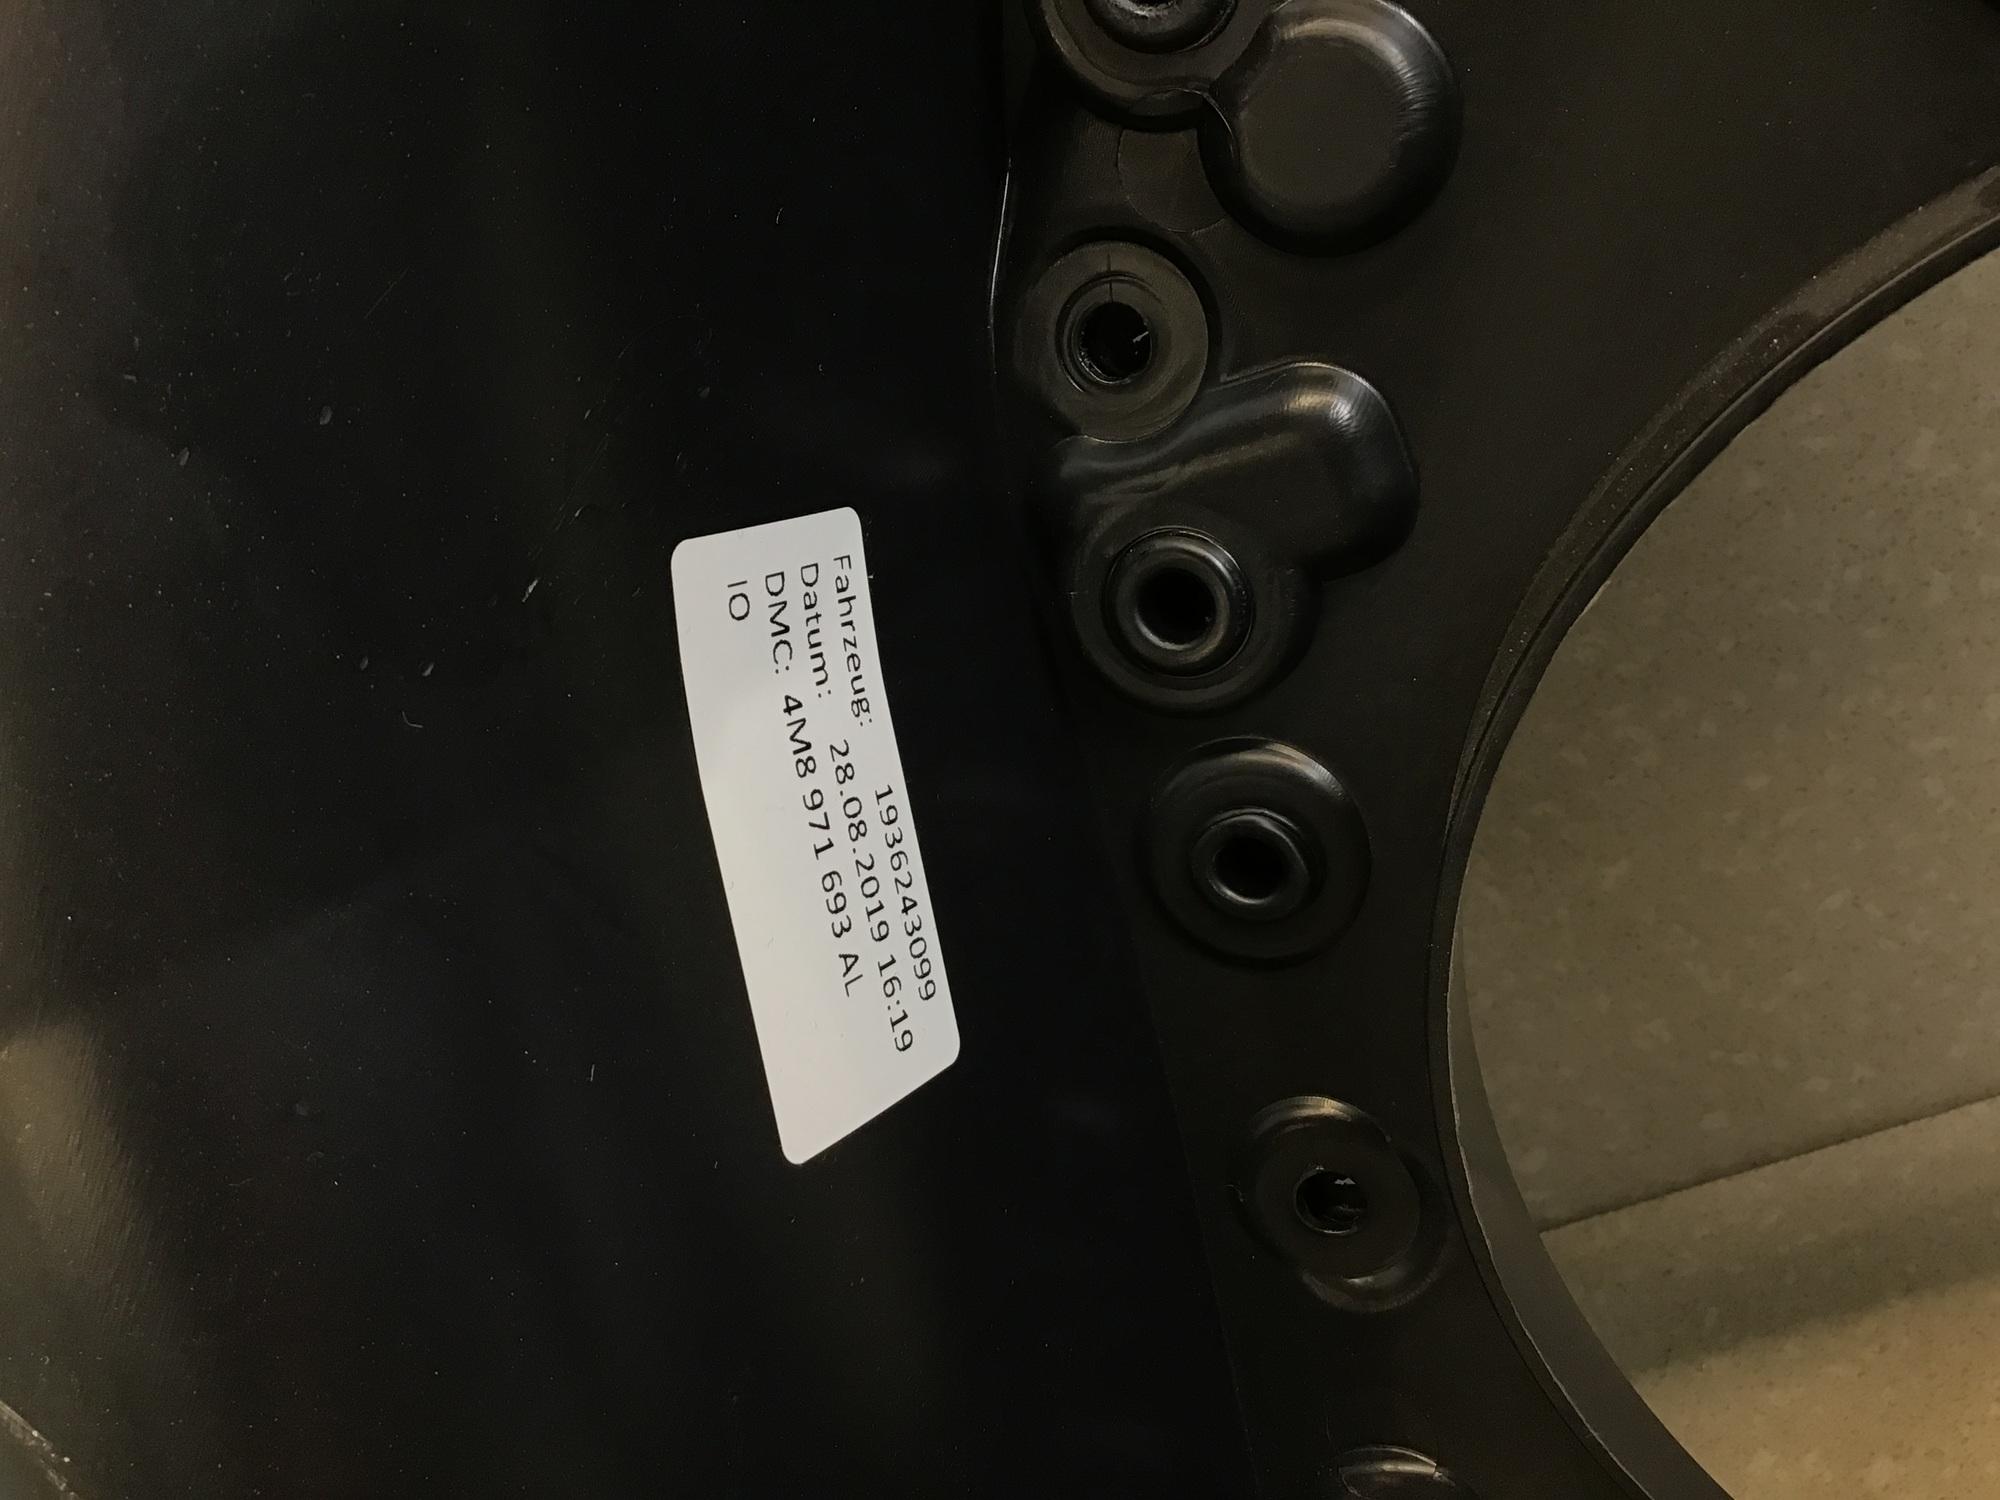 Fahrzeug: 1936243099
Datum: 28.08.2019 16:19
DMC: 4M8 971 693 AL
IO